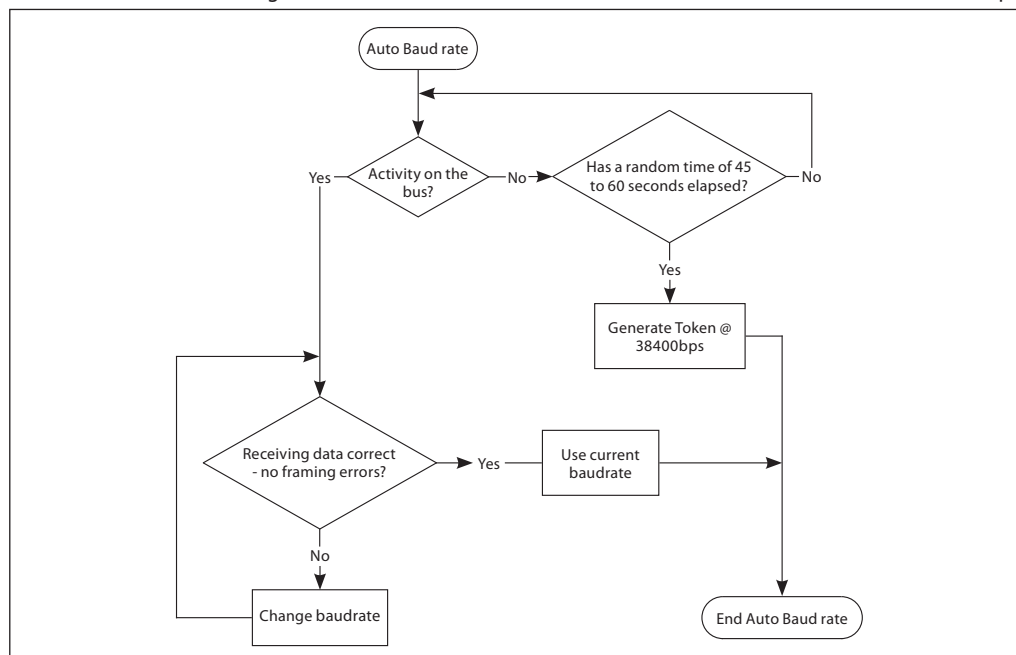 Auto Baud rate
Activity on the
bus?
Yes
No
Has a random time of 45
to 60 seconds elapsed?
No
Yes
Generate Token @
38400bps
Receiving data correct
- no framing errors?
Yes
Use current
baudrate
No
Change baudrate
End Auto Baud rate